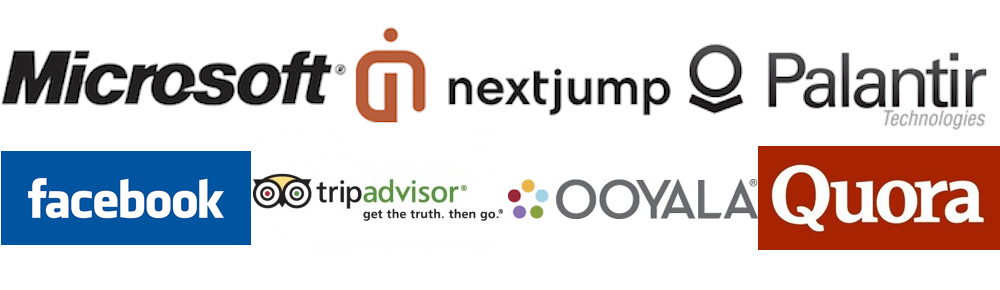 Microsoft®
nextjump
Palantir
Technologies
facebook
tripadvisor®
get the truth. then go.®
OOYALA®
Quora